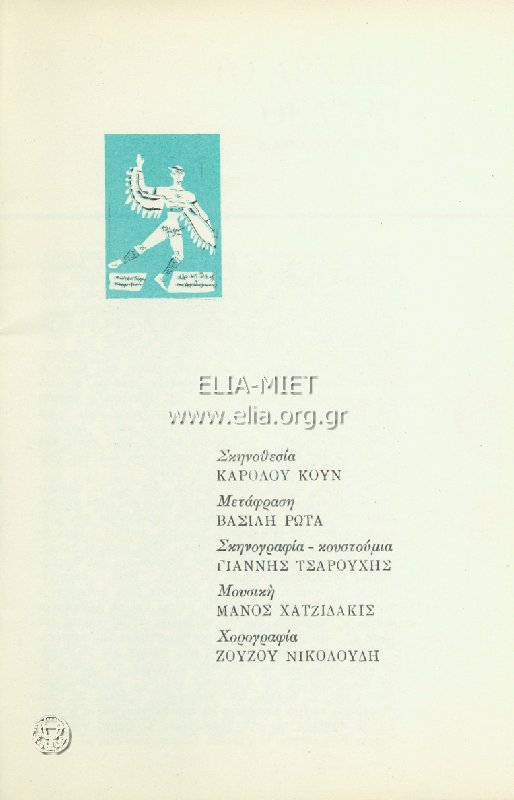 ELIA-MIET
www.elia.org.gr
Σκηνοθεσία
ΚΑΡΟΛΟΥ ΚΟΥΝ
Μετάφραση
ΒΑΣΙΛΗ ΡΩΤΑ
Σκηνογραφία - κουστούμια
ΓΙΑΝΝΗΣ ΤΣΑΡΟΥΧΗΣ
Μουσικὴ
ΜΑΝΟΣ ΧΑΤΖΙΔΑΚΙΣ
Χορογραφία
ΖΟΥΖΟΥ ΝΙΚΟΛΟΥΔΗ